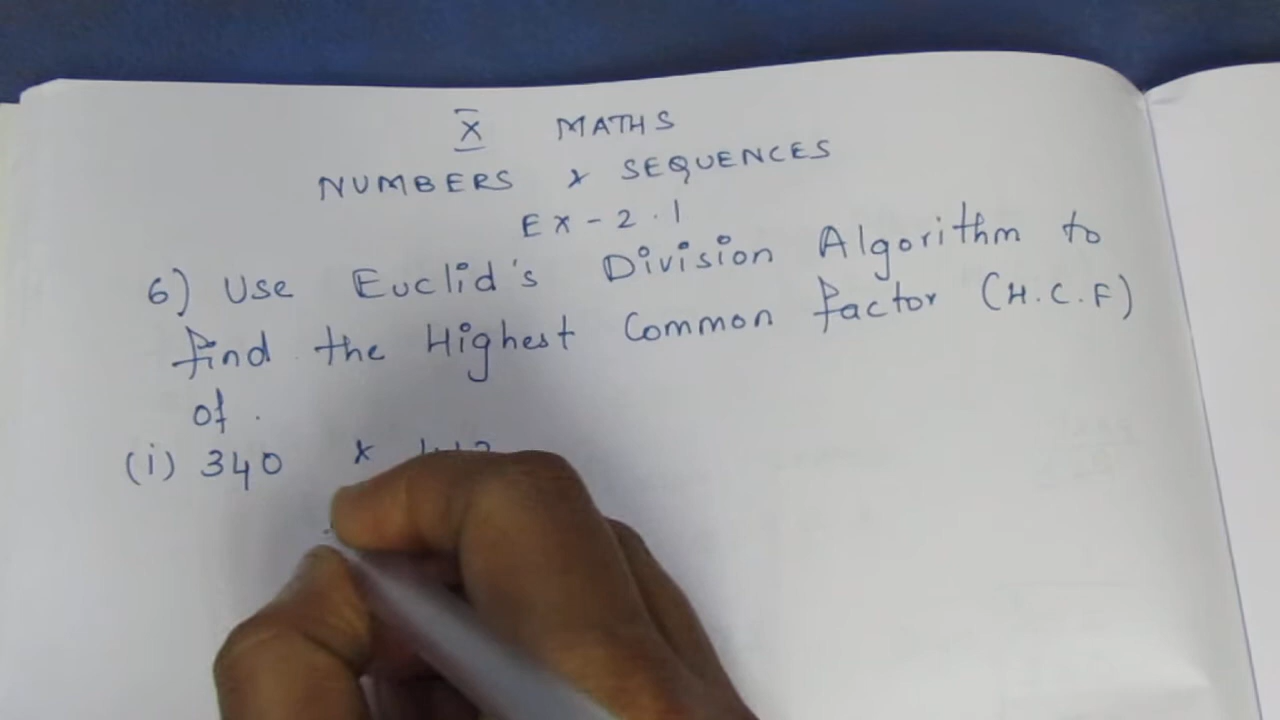 X MATHS
NUMBERS & SEQUENCES
Ex-2.1
6) Use Euclid's Division Algorithm to
find the Highest Common factor (H.C.F)
of.
(i) 340 &